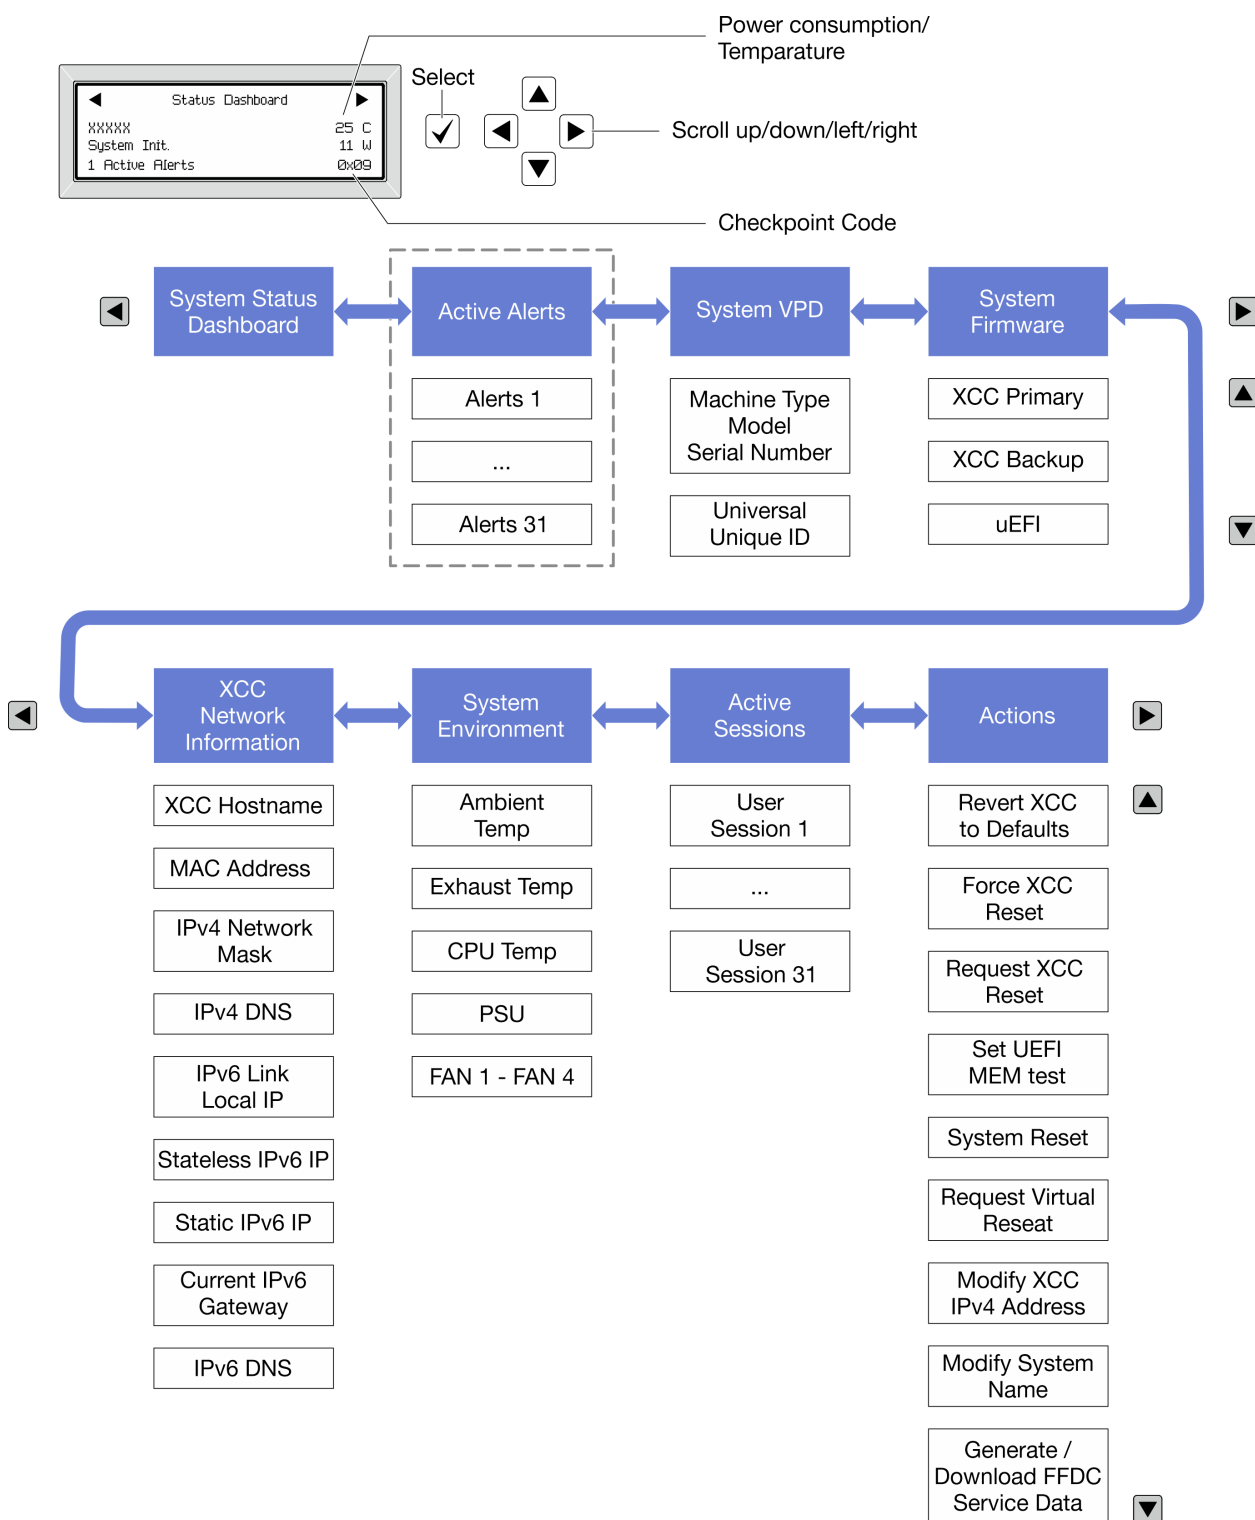 Power consumption/
Temparature
Select
Status Dashboard
XXXXX 25 C
System Init. 11 W
1 Active Alerts 0x09
Scroll up/down/left/right
Checkpoint Code
System Status
Dashboard
Active Alerts
System VPD
System
Firmware
Alerts 1
...
Alerts 31
Machine Type
Model
Serial Number
Universal
Unique ID
XCC Primary
XCC Backup
uEFI
XCC
Network
Information
System
Environment
Active
Sessions
Actions
XCC Hostname
MAC Address
IPv4 Network
Mask
IPv4 DNS
IPv6 Link
Local IP
Stateless IPv6 IP
Static IPv6 IP
Current IPv6
Gateway
IPv6 DNS
Ambient
Temp
Exhaust Temp
CPU Temp
PSU
FAN 1 - FAN 4
User
Session 1
...
User
Session 31
Revert XCC
to Defaults
Force XCC
Reset
Request XCC
Reset
Set UEFI
MEM test
System Reset
Request Virtual
Reseat
Modify XCC
IPv4 Address
Modify System
Name
Generate /
Download FFDC
Service Data